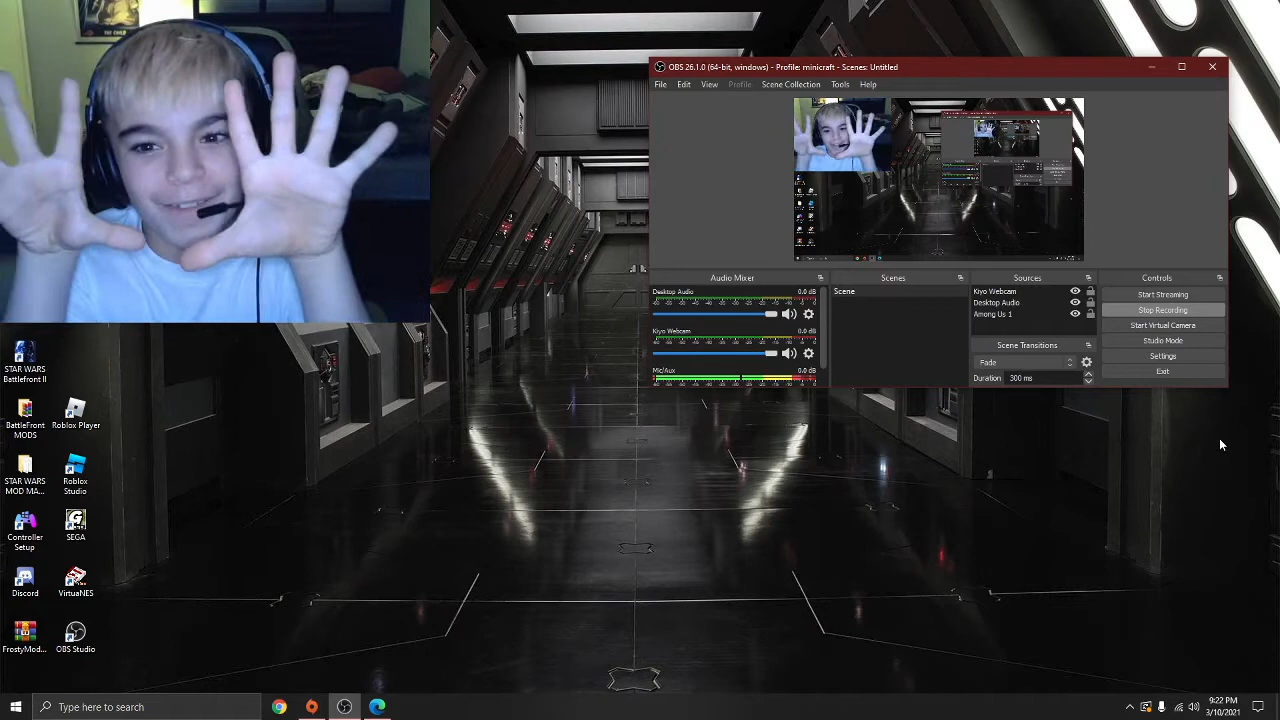 OBS 26.1.0 (64-bit, windows) - Profile: minicraft - Scenes: Untitled
File Edit View Profile Scene Collection Tools Help
Audio Mixer
Desktop Audio 0.0 dB
Kiyo Webcam 0.0 dB
Mic/Aux 0.0 dB
Scenes
Scene
Sources
Kiyo Webcam
Desktop Audio
Among Us 1
Scene Transitions
Fade
Duration 300 ms
Controls
Start Streaming
Stop Recording
Start Virtual Camera
Studio Mode
Settings
Exit
STAR WARS
Battlefront
BattleFront
MODS
Roblox Player
STAR WARS
MOD MA...
Roblox
Studio
Controller
Setup
SEGA
Discord
VirtuaNES
FrostyMod...
OBS Studio
Type here to search
9:22 PM
3/10/2021